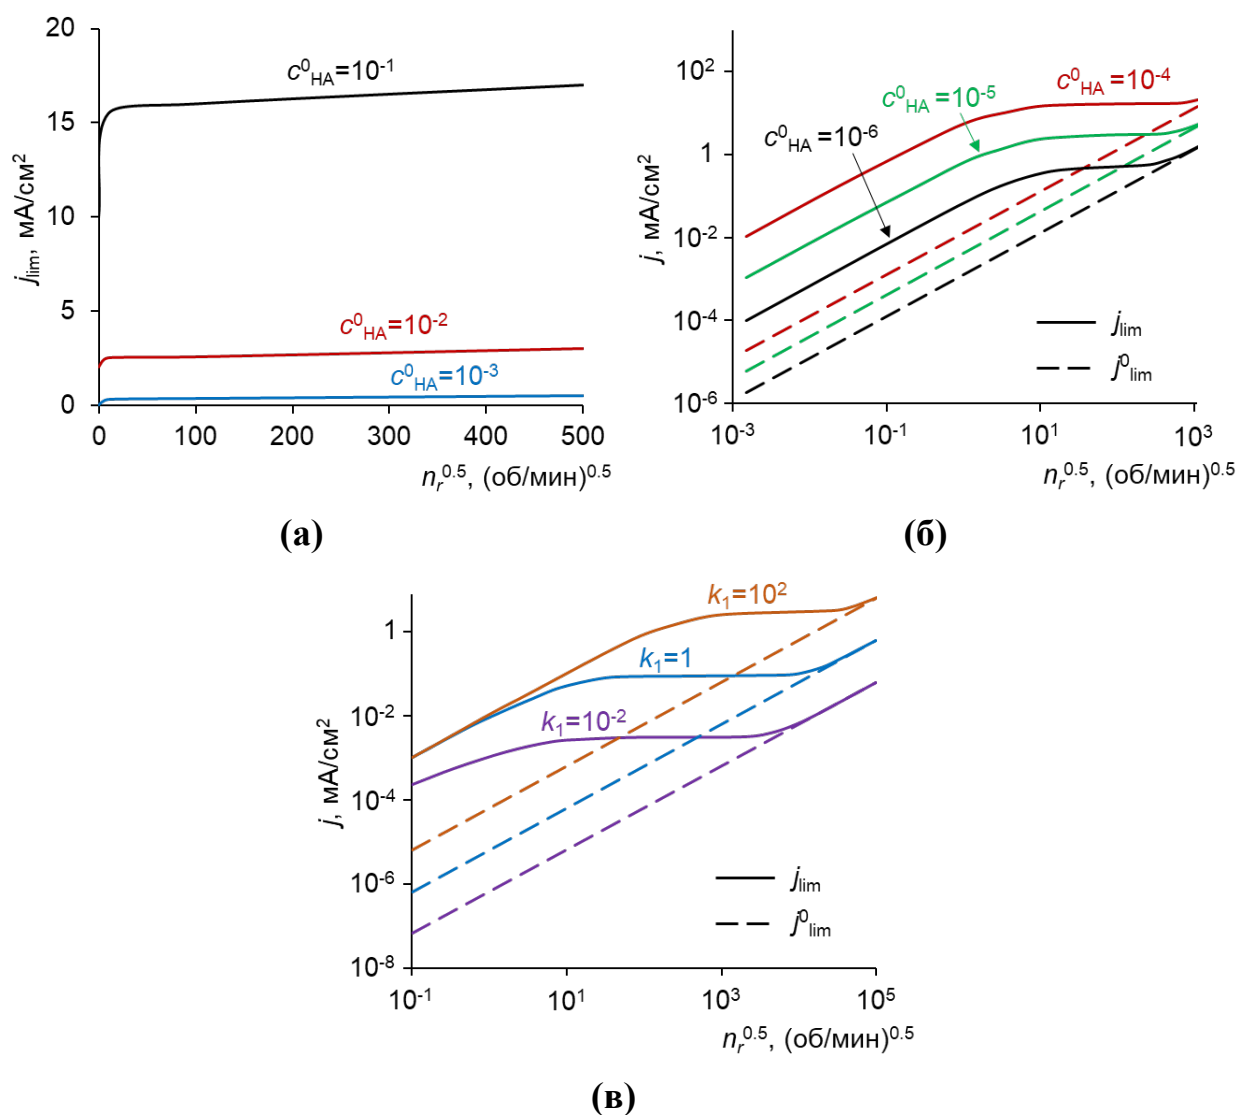 20
15
10
5
0
j_lim, мА/см²
c⁰_HA=10⁻¹
c⁰_HA=10⁻²
c⁰_HA=10⁻³
0 100 200 300 400 500
n_r^0.5, (об/мин)^0.5
(а)
10²
1
10⁻²
10⁻⁴
10⁻⁶
j, мА/см²
c⁰_HA=10⁻⁴
c⁰_HA=10⁻⁵
c⁰_HA=10⁻⁶
j_lim
j⁰_lim
10⁻³ 10⁻¹ 10¹ 10³
n_r^0.5, (об/мин)^0.5
(б)
1
10⁻²
10⁻⁴
10⁻⁶
10⁻⁸
j, мА/см²
k₁=10²
k₁=1
k₁=10⁻²
j_lim
j⁰_lim
10⁻¹ 10¹ 10³ 10⁵
n_r^0.5, (об/мин)^0.5
(в)